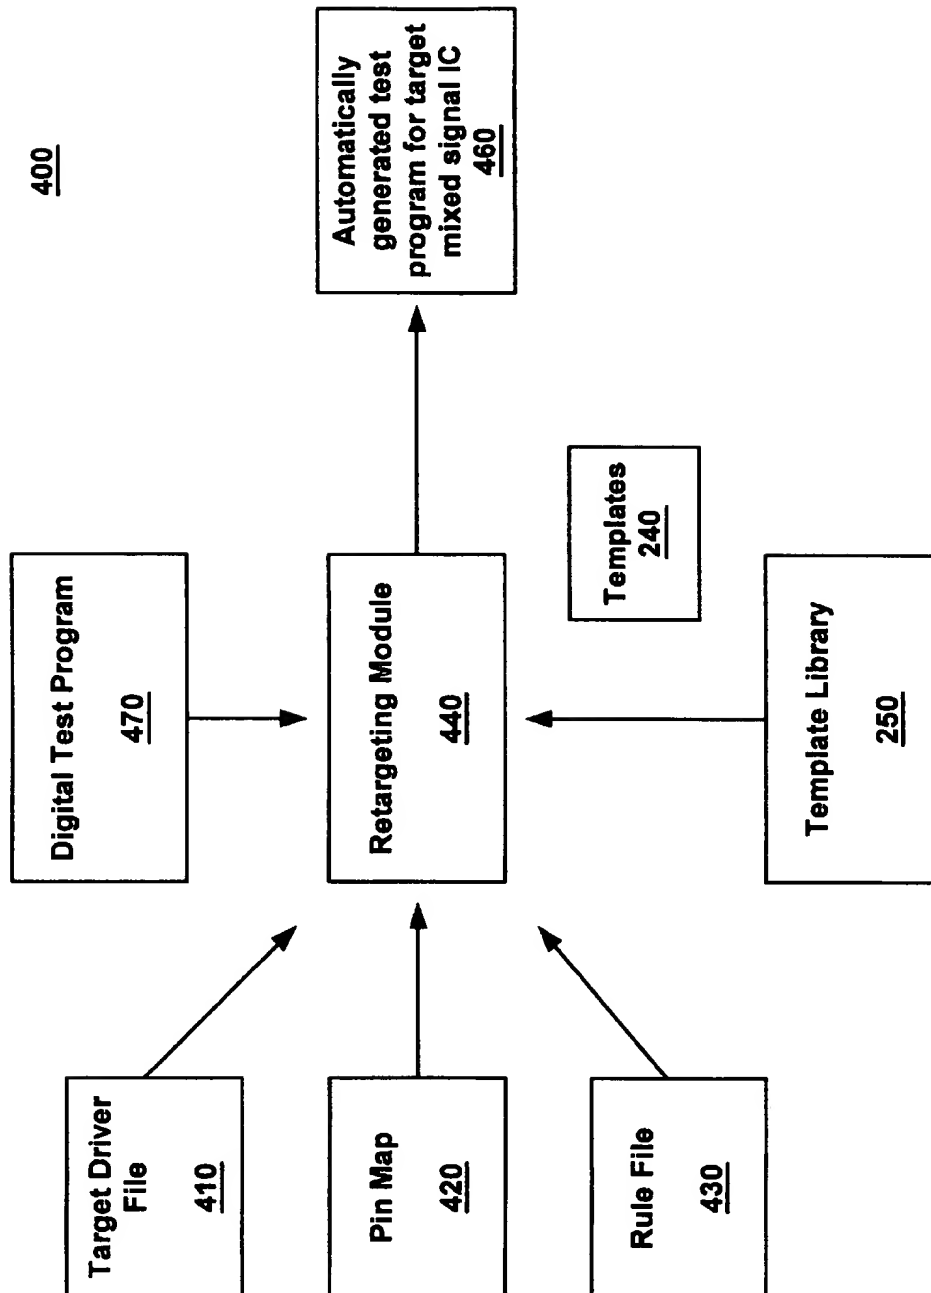 400
Target Driver
File
410
Pin Map
420
Rule File
430
Digital Test Program
470
Retargeting Module
440
Templates
240
Template Library
250
Automatically
generated test
program for target
mixed signal IC
460